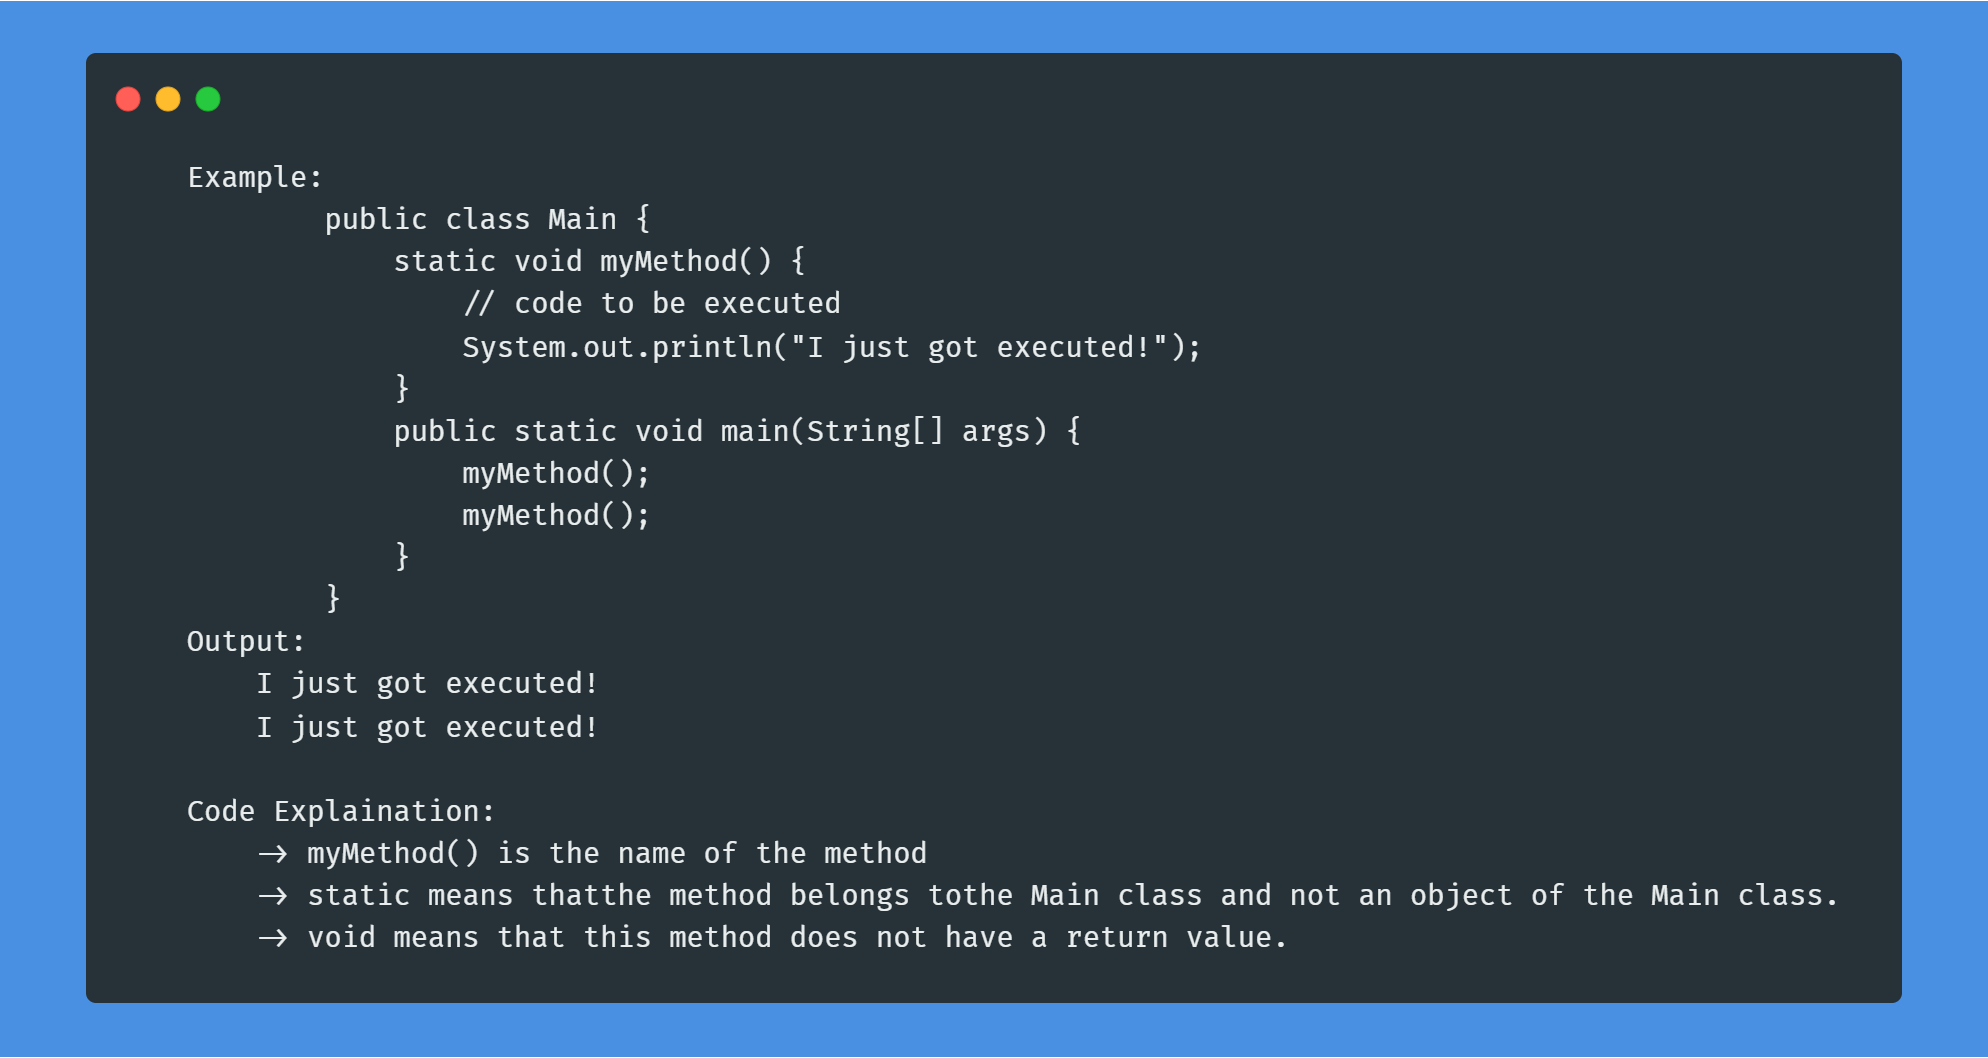 Example:
public class Main {
static void myMethod() {
// code to be executed
System.out.println("I just got executed!");
}
public static void main(String[] args) {
myMethod();
myMethod();
}
}
Output:
I just got executed!
I just got executed!
Code Explaination:
→ myMethod() is the name of the method
→ static means thatthe method belongs tothe Main class and not an object of the Main class.
→ void means that this method does not have a return value.